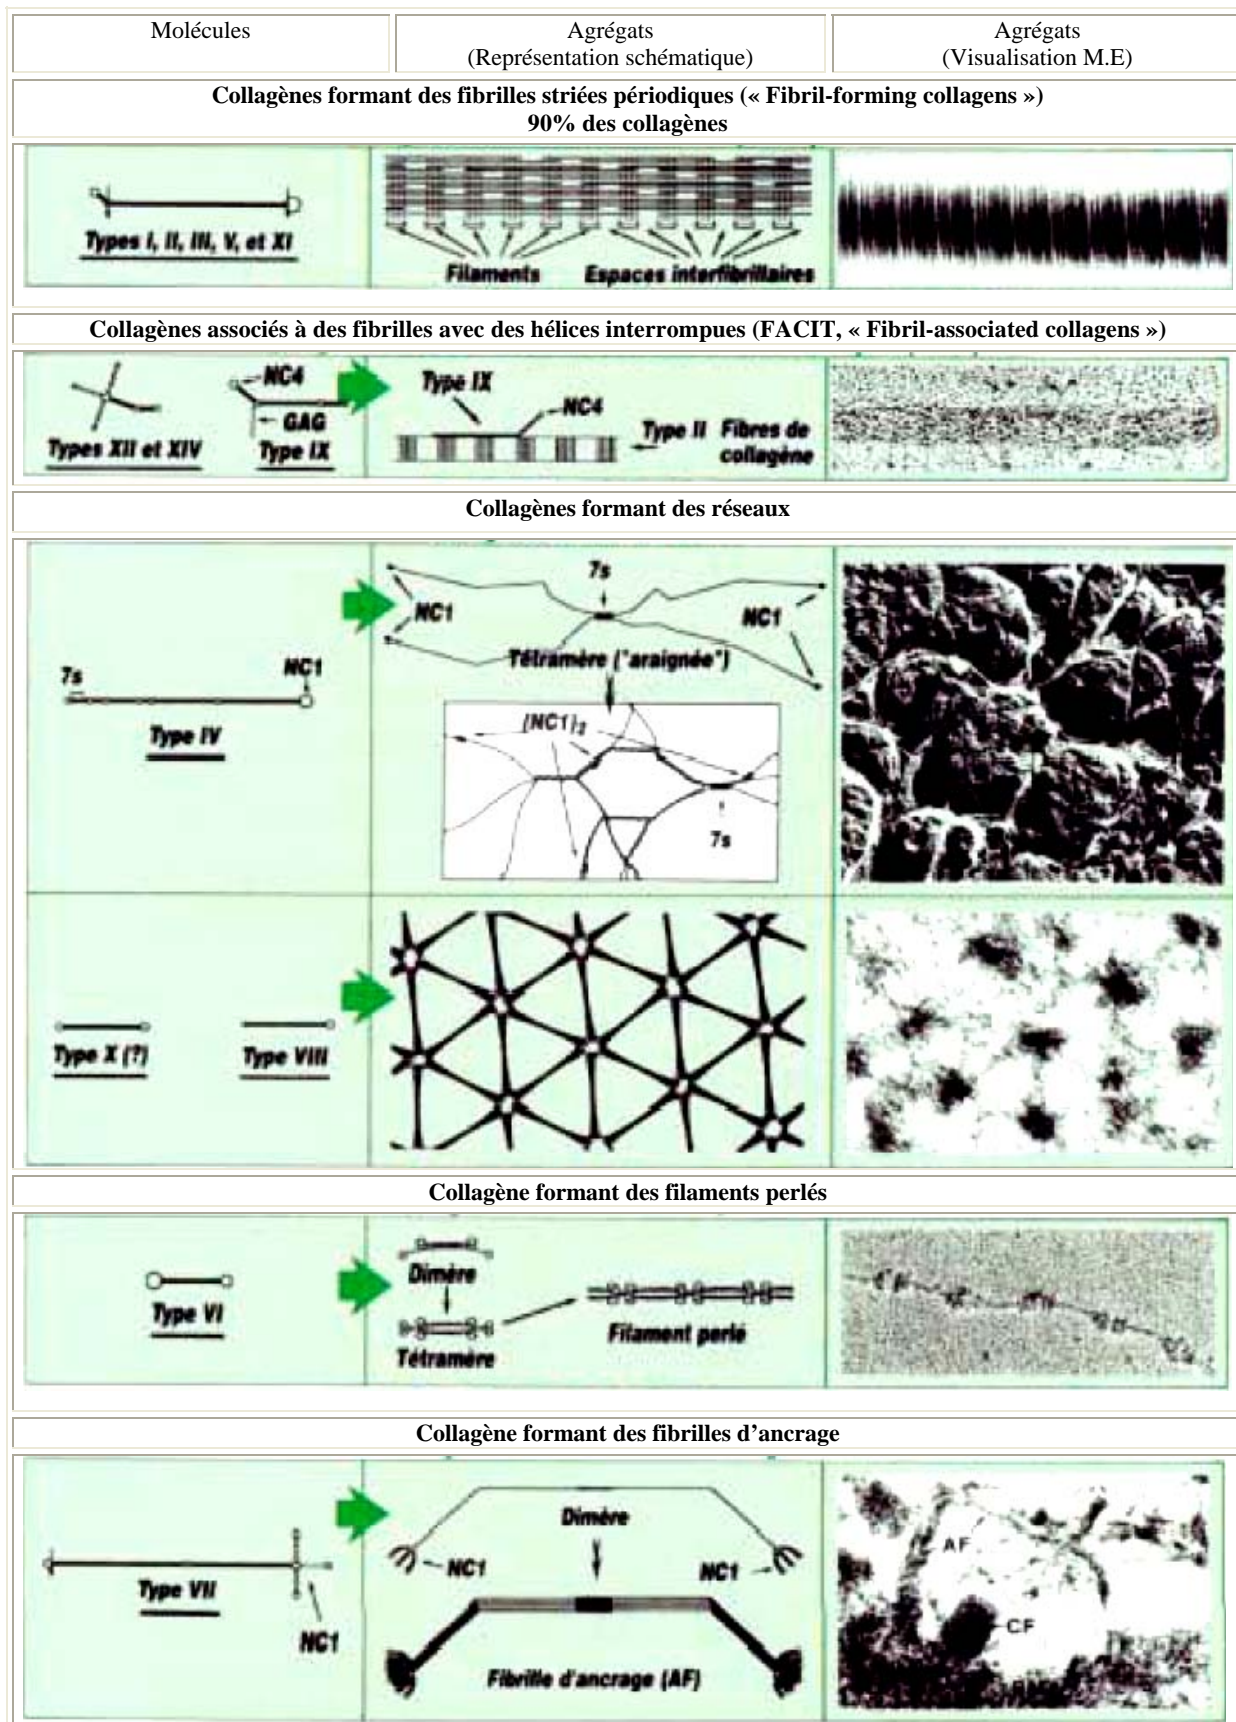 Molécules
Agrégats
(Représentation schématique)
Agrégats
(Visualisation M.E)
Collagènes formant des fibrilles striées périodiques (« Fibril-forming collagens »)
90% des collagènes
Types I, II, III, V, et XI
Filaments
Espaces interfibrillaires
Collagènes associés à des fibrilles avec des hélices interrompues (FACIT, « Fibril-associated collagens »)
NC4
GAG
Types XII et XIV
Type IX
Type IX
NC4
Type II Fibres de
collagène
Collagènes formant des réseaux
7s
NC1
Type IV
7s
NC1
NC1
Tétramère ("araignée")
(NC1)2
7s
Type X (?)
Type VIII
Collagène formant des filaments perlés
Type VI
Dimère
Tétramère
Filament perlé
Collagène formant des fibrilles d'ancrage
Type VII
NC1
Dimère
NC1
NC1
Fibrille d'ancrage (AF)
AF
CF